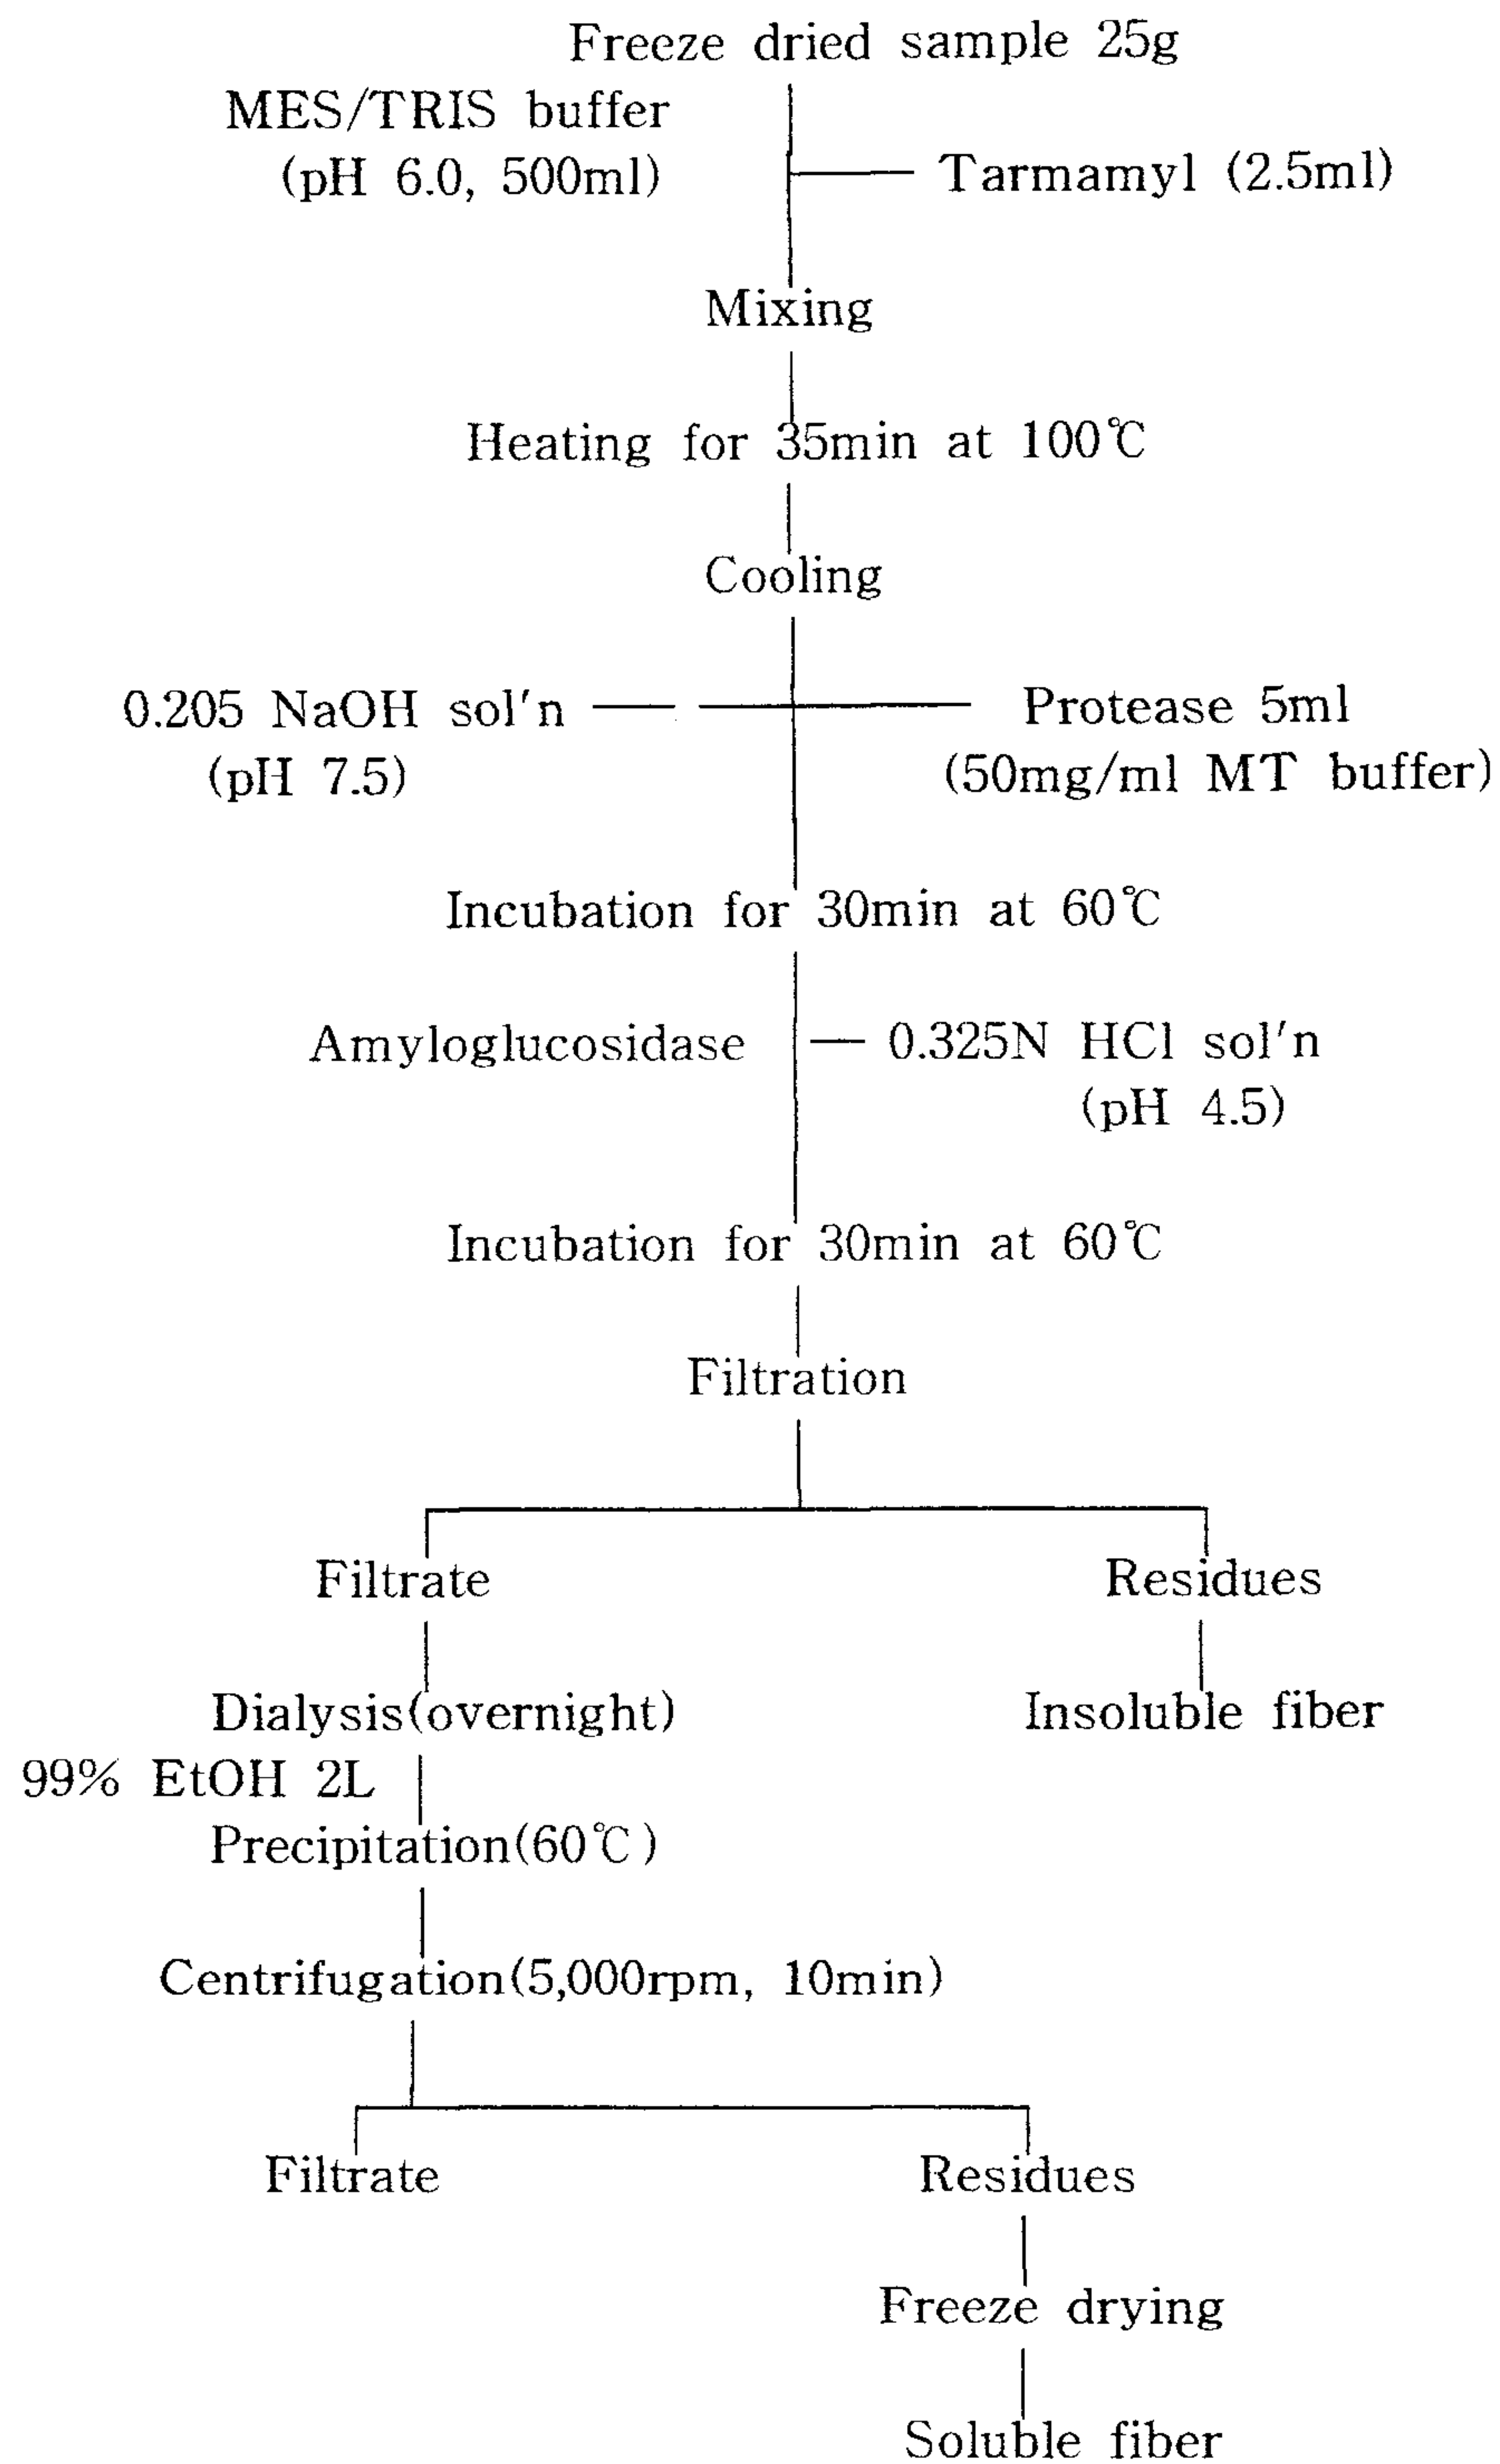 Freeze dried sample 25g
MES/TRIS buffer
(pH 6.0, 500ml)
Tarmamyl (2.5ml)
Mixing
Heating for 35min at 100℃
Cooling
0.205 NaOH sol'n
(pH 7.5)
Protease 5ml
(50mg/ml MT buffer)
Incubation for 30min at 60℃
Amyloglucosidase
0.325N HCl sol'n
(pH 4.5)
Incubation for 30min at 60℃
Filtration
Filtrate
Residues
Dialysis(overnight)
Insoluble fiber
99% EtOH 2L
Precipitation(60℃)
Centrifugation(5,000rpm, 10min)
Filtrate
Residues
Freeze drying
Soluble fiber